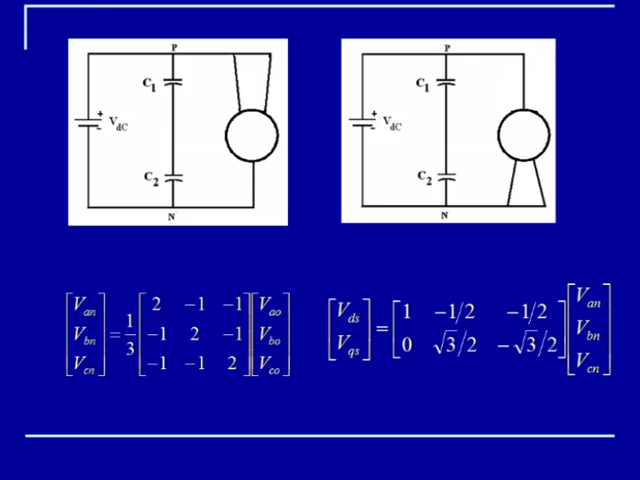 P
C1
+
VdC
-
C2
N
P
C1
+
VdC
-
C2
N
[Van Vbn Vcn] = 1/3 [2 −1 −1; −1 2 −1; −1 −1 2] [Vao Vbo Vco]
[Vds Vqs] = [1 −1/2 −1/2; 0 √3/2 −√3/2] [Van Vbn Vcn]